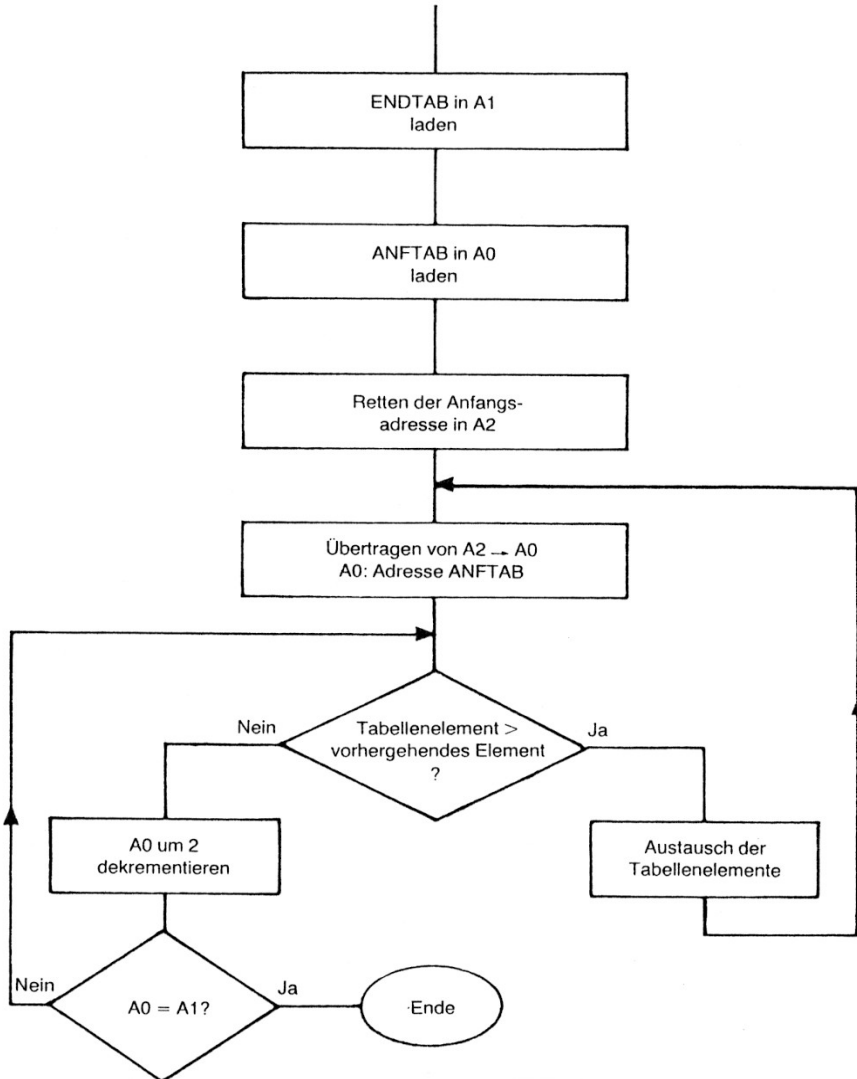 ENDTAB in A1
laden
ANFTAB in A0
laden
Retten der Anfangs-
adresse in A2
Übertragen von A2 → A0
A0: Adresse ANFTAB
Nein
Tabellenelement >
vorhergehendes Element
?
Ja
A0 um 2
dekrementieren
Austausch der
Tabellenelemente
Nein
A0 = A1?
Ja
Ende